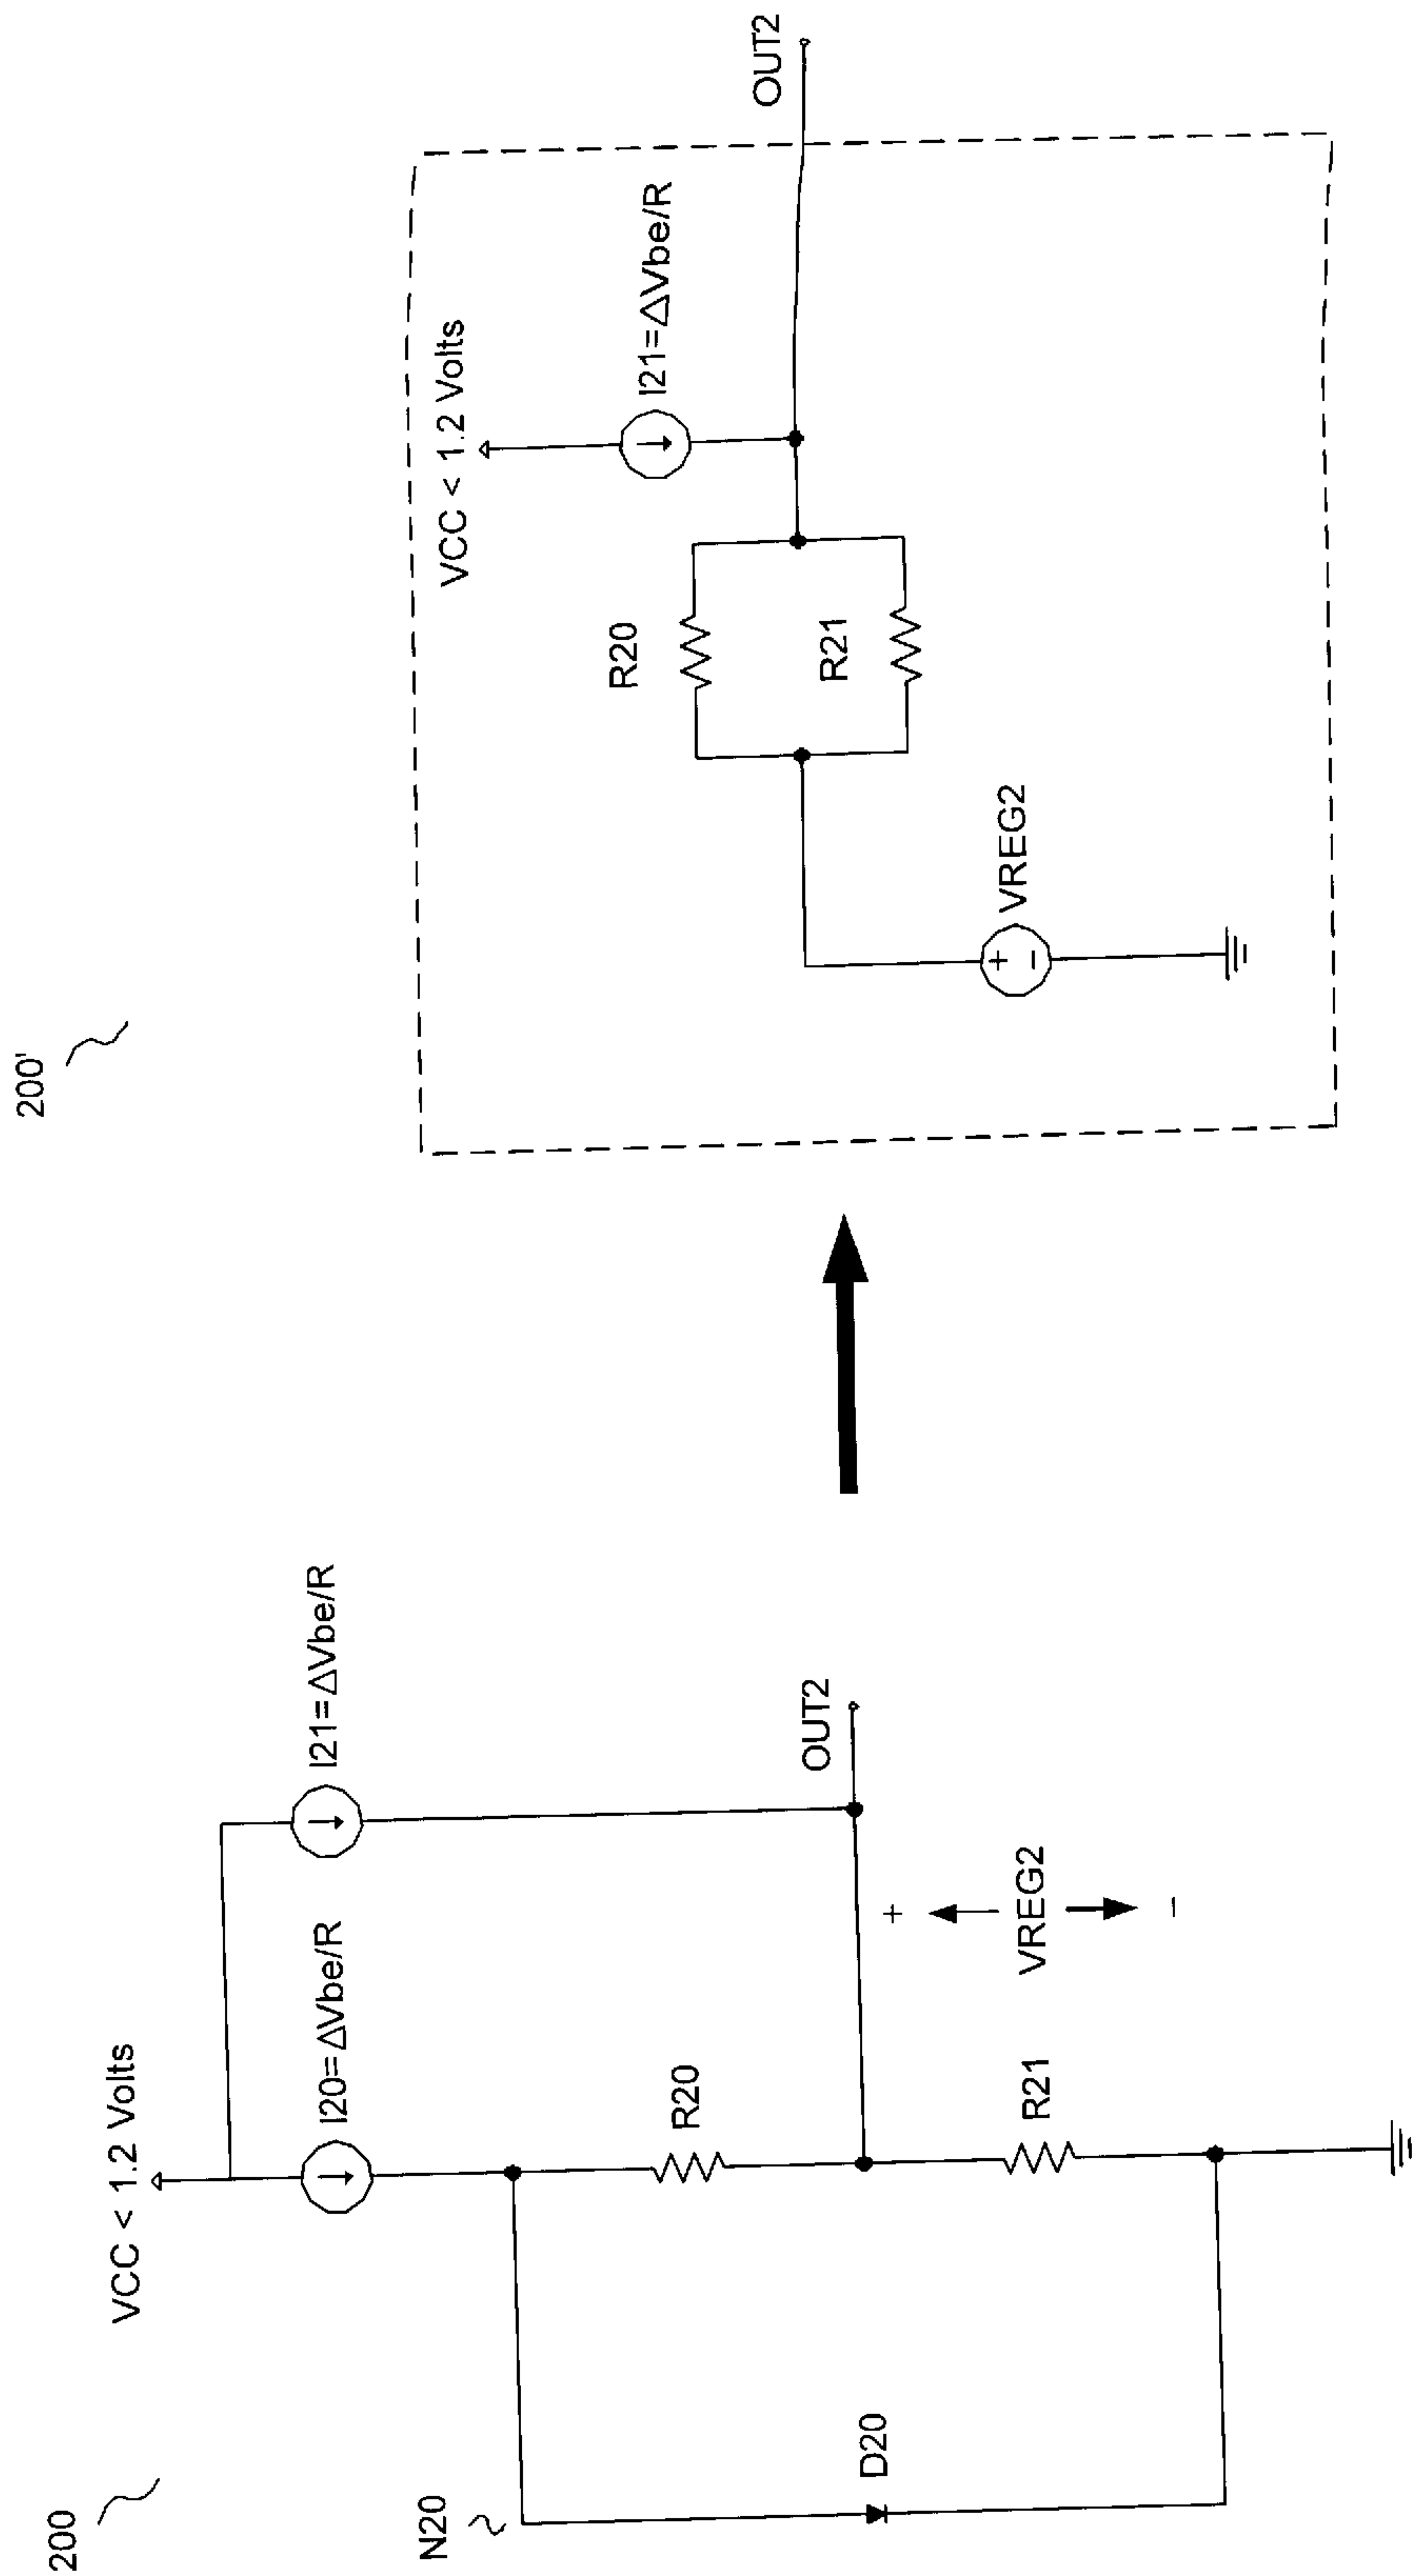 200
VCC < 1.2 Volts
I20=ΔVbe/R
I21=ΔVbe/R
N20
D20
R20
R21
OUT2
+
VREG2
−
200'
VCC < 1.2 Volts
I21=ΔVbe/R
R20
R21
OUT2
+
−
VREG2